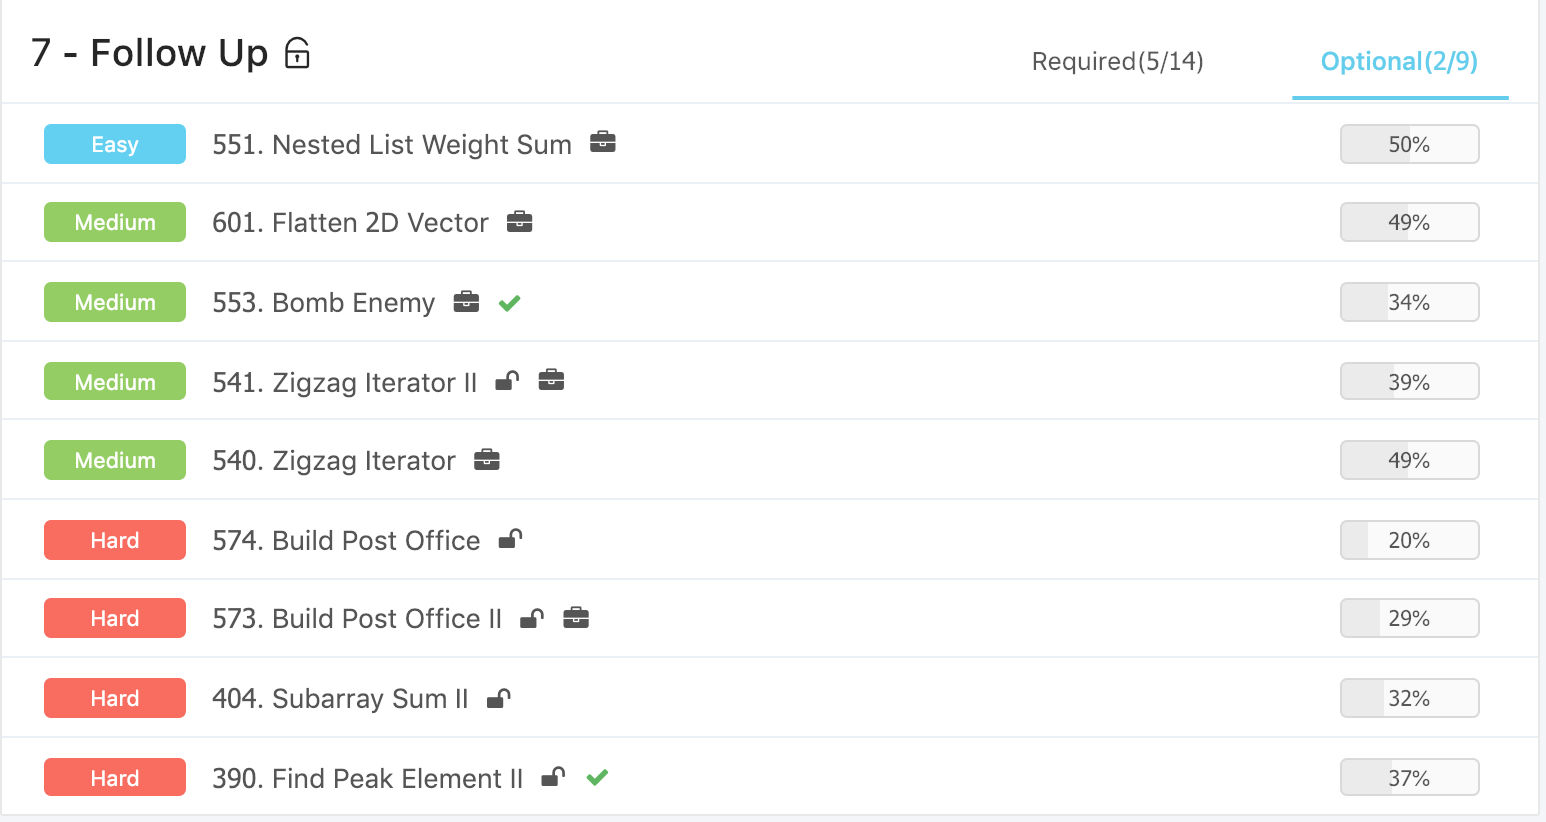 7 - Follow Up Required(5/14) Optional(2/9)
Easy 551. Nested List Weight Sum 50%
Medium 601. Flatten 2D Vector 49%
Medium 553. Bomb Enemy 34%
Medium 541. Zigzag Iterator II 39%
Medium 540. Zigzag Iterator 49%
Hard 574. Build Post Office 20%
Hard 573. Build Post Office II 29%
Hard 404. Subarray Sum II 32%
Hard 390. Find Peak Element II 37%